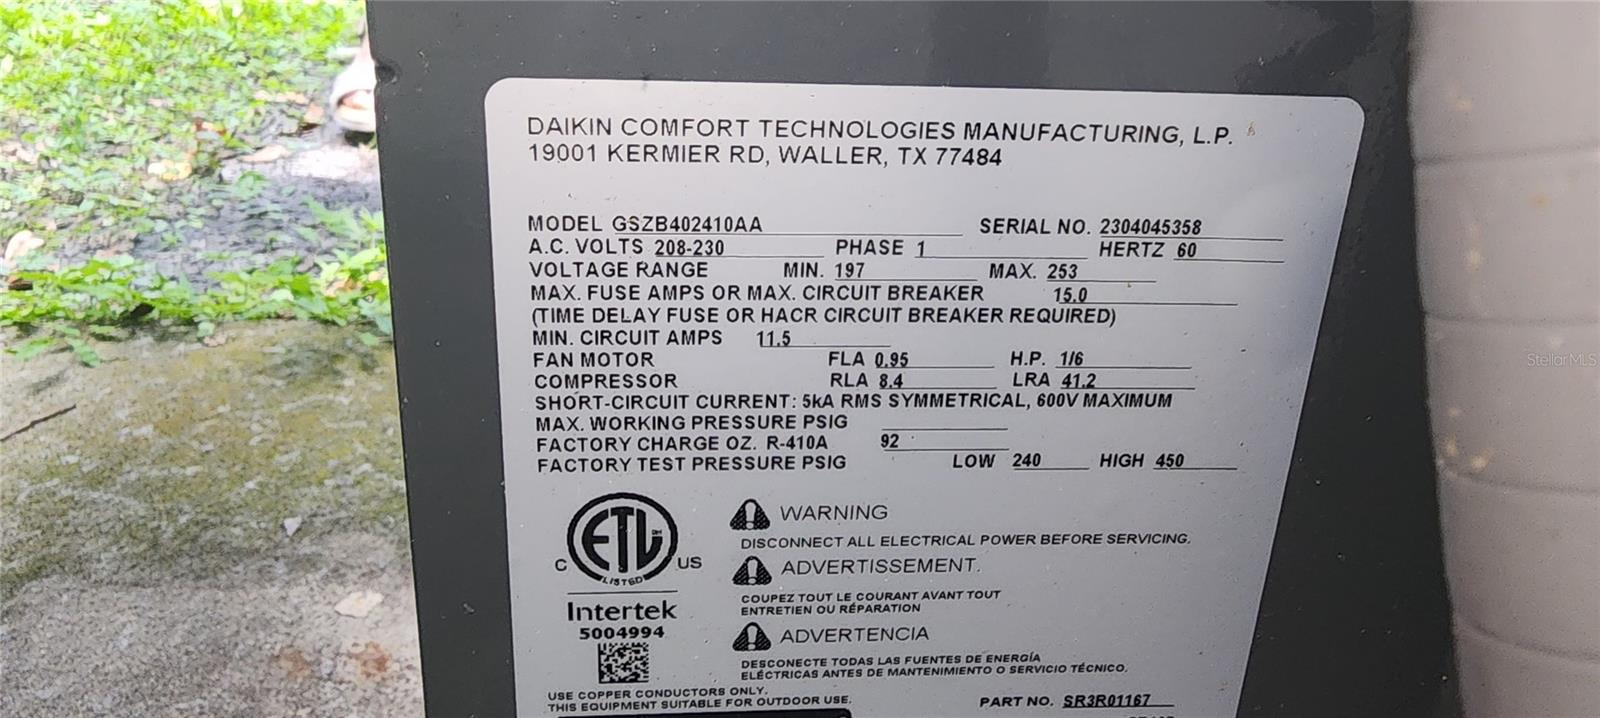 DAIKIN COMFORT TECHNOLOGIES MANUFACTURING, L.P.
19001 KERMIER RD, WALLER, TX 77484
MODEL GSZB402410AA SERIAL NO. 2304045358
A.C. VOLTS 208-230 PHASE 1 HERTZ 60
VOLTAGE RANGE MIN. 197 MAX. 253
MAX. FUSE AMPS OR MAX. CIRCUIT BREAKER 15.0
(TIME DELAY FUSE OR HACR CIRCUIT BREAKER REQUIRED)
MIN. CIRCUIT AMPS 11.5
FAN MOTOR FLA 0.95 H.P. 1/6
COMPRESSOR RLA 8.4 LRA 41.2
SHORT-CIRCUIT CURRENT: 5kA RMS SYMMETRICAL, 600V MAXIMUM
MAX. WORKING PRESSURE PSIG
FACTORY CHARGE OZ. R-410A 92
FACTORY TEST PRESSURE PSIG LOW 240 HIGH 450
WARNING
DISCONNECT ALL ELECTRICAL POWER BEFORE SERVICING.
ADVERTISSEMENT.
COUPEZ TOUT LE COURANT AVANT TOUT
ENTRETIEN OU RÉPARATION
ADVERTENCIA
DESCONECTE TODAS LAS FUENTES DE ENERGÍA
ELÉCTRICAS ANTES DE MANTENIMIENTO O SERVICIO TÉCNICO.
C ETL US
LISTED
Intertek
5004994
USE COPPER CONDUCTORS ONLY.
THIS EQUIPMENT SUITABLE FOR OUTDOOR USE.
PART NO. SR3R01167
StellarMLS